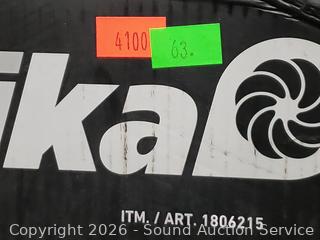 4100
63.
ika
ITM. / ART. 1806215
Copyright 2026 - Sound Auction Service